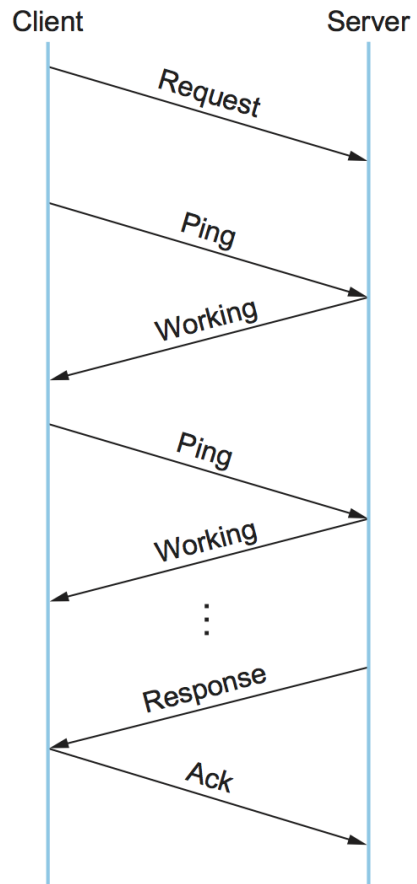 Client
Server
Request
Ping
Working
Ping
Working
Response
Ack